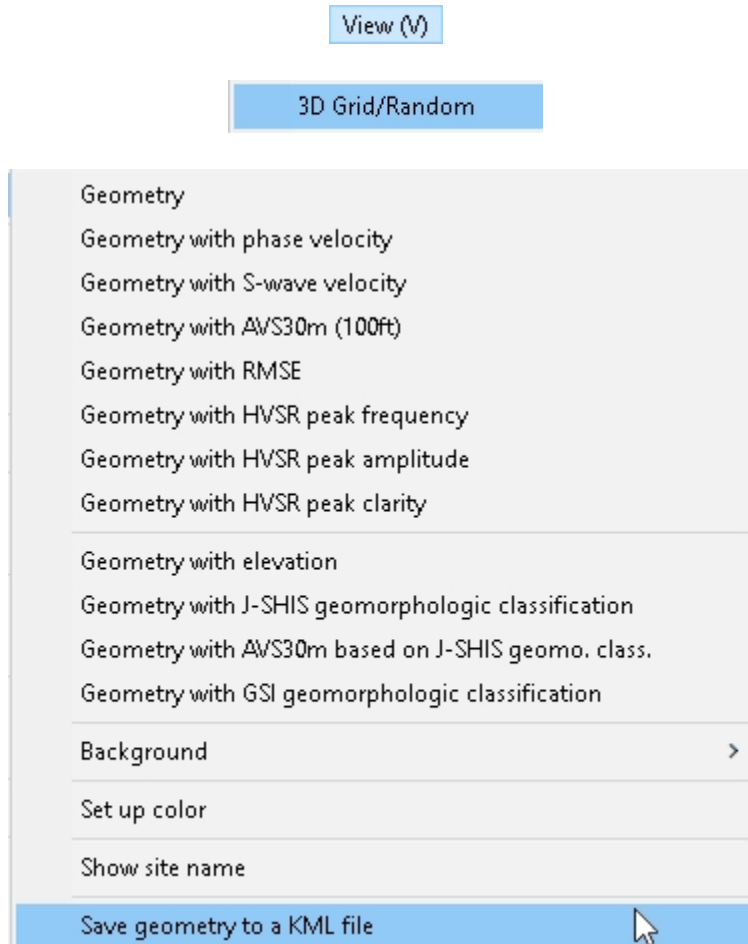 View (V)
3D Grid/Random
Geometry
Geometry with phase velocity
Geometry with S-wave velocity
Geometry with AVS30m (100ft)
Geometry with RMSE
Geometry with HVSR peak frequency
Geometry with HVSR peak amplitude
Geometry with HVSR peak clarity
Geometry with elevation
Geometry with J-SHIS geomorphologic classification
Geometry with AVS30m based on J-SHIS geomo. class.
Geometry with GSI geomorphologic classification
Background
Set up color
Show site name
Save geometry to a KML file